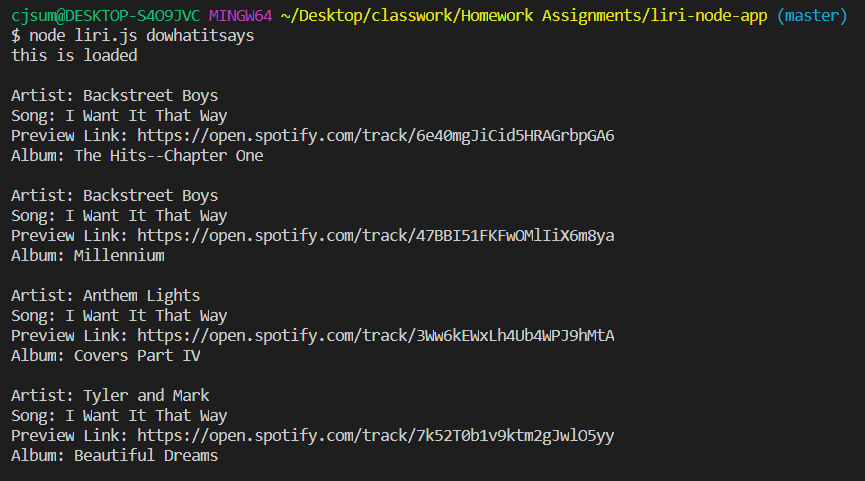 cjsum@DESKTOP-S4O9JVC MINGW64 ~/Desktop/classwork/Homework Assignments/liri-node-app (master)
$ node liri.js dowhatitsays
this is loaded
Artist: Backstreet Boys
Song: I Want It That Way
Preview Link: https://open.spotify.com/track/6e40mgJiCid5HRAGrbpGA6
Album: The Hits--Chapter One
Artist: Backstreet Boys
Song: I Want It That Way
Preview Link: https://open.spotify.com/track/47BBI51FKFwOMlIiX6m8ya
Album: Millennium
Artist: Anthem Lights
Song: I Want It That Way
Preview Link: https://open.spotify.com/track/3Ww6kEWxLh4Ub4WPJ9hMtA
Album: Covers Part IV
Artist: Tyler and Mark
Song: I Want It That Way
Preview Link: https://open.spotify.com/track/7k52T0b1v9ktm2gJwlO5yy
Album: Beautiful Dreams